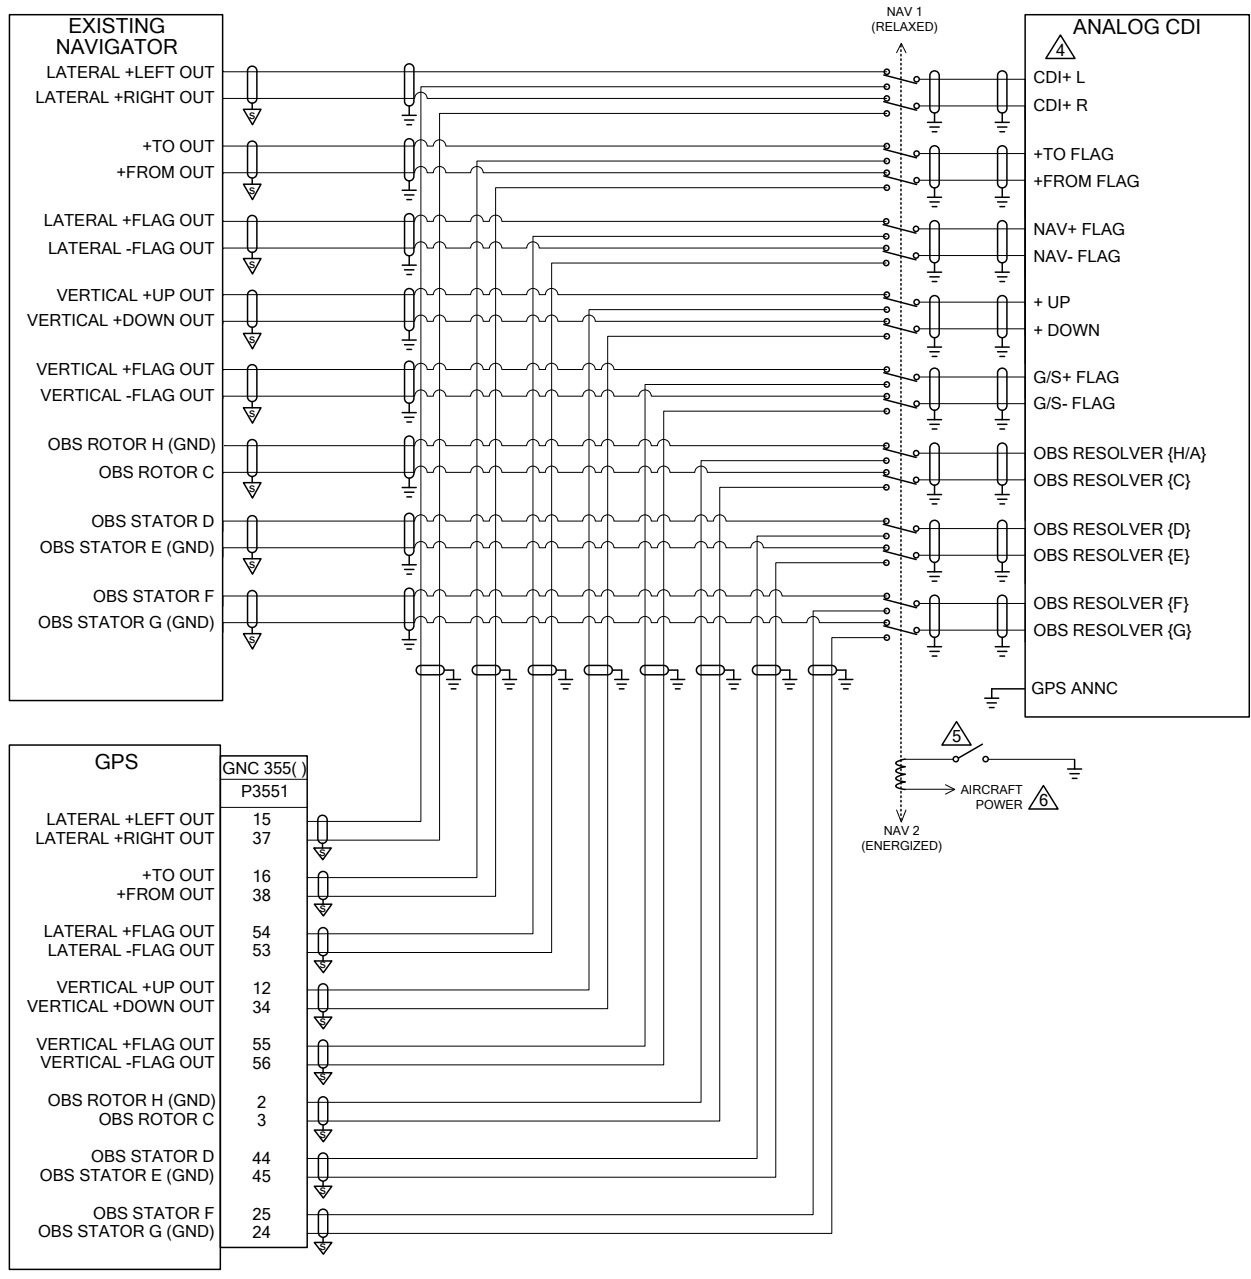 NAV 1
(RELAXED)
EXISTING
NAVIGATOR
LATERAL +LEFT OUT
LATERAL +RIGHT OUT
+TO OUT
+FROM OUT
LATERAL +FLAG OUT
LATERAL -FLAG OUT
VERTICAL +UP OUT
VERTICAL +DOWN OUT
VERTICAL +FLAG OUT
VERTICAL -FLAG OUT
OBS ROTOR H (GND)
OBS ROTOR C
OBS STATOR D
OBS STATOR E (GND)
OBS STATOR F
OBS STATOR G (GND)
S
S
S
S
S
S
S
S
ANALOG CDI
4
CDI+ L
CDI+ R
+TO FLAG
+FROM FLAG
NAV+ FLAG
NAV- FLAG
+ UP
+ DOWN
G/S+ FLAG
G/S- FLAG
OBS RESOLVER {H/A}
OBS RESOLVER {C}
OBS RESOLVER {D}
OBS RESOLVER {E}
OBS RESOLVER {F}
OBS RESOLVER {G}
GPS ANNC
5
AIRCRAFT
POWER
6
NAV 2
(ENERGIZED)
GPS
GNC 355( )
P3551
LATERAL +LEFT OUT 15
LATERAL +RIGHT OUT 37
+TO OUT 16
+FROM OUT 38
LATERAL +FLAG OUT 54
LATERAL -FLAG OUT 53
VERTICAL +UP OUT 12
VERTICAL +DOWN OUT 34
VERTICAL +FLAG OUT 55
VERTICAL -FLAG OUT 56
OBS ROTOR H (GND) 2
OBS ROTOR C 3
OBS STATOR D 44
OBS STATOR E (GND) 45
OBS STATOR F 25
OBS STATOR G (GND) 24
S
S
S
S
S
S
S
S